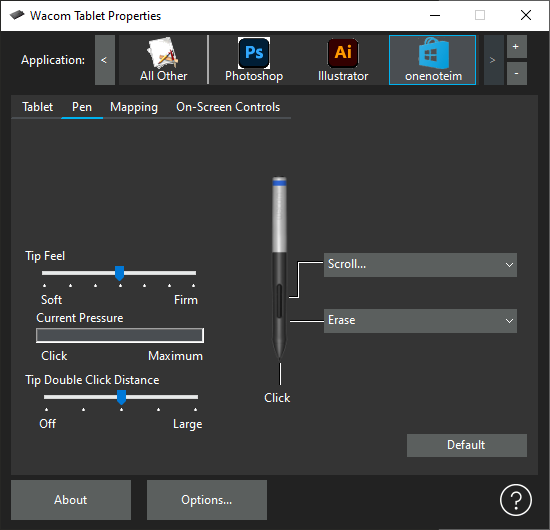 Wacom Tablet Properties
Application:
<
All Other
Ps
Photoshop
Ai
Illustrator
onenoteim
>
+
-
Tablet Pen Mapping On-Screen Controls
Tip Feel
Soft Firm
Current Pressure
Click Maximum
Tip Double Click Distance
Off Large
Scroll...
Erase
Click
Default
About
Options...
?